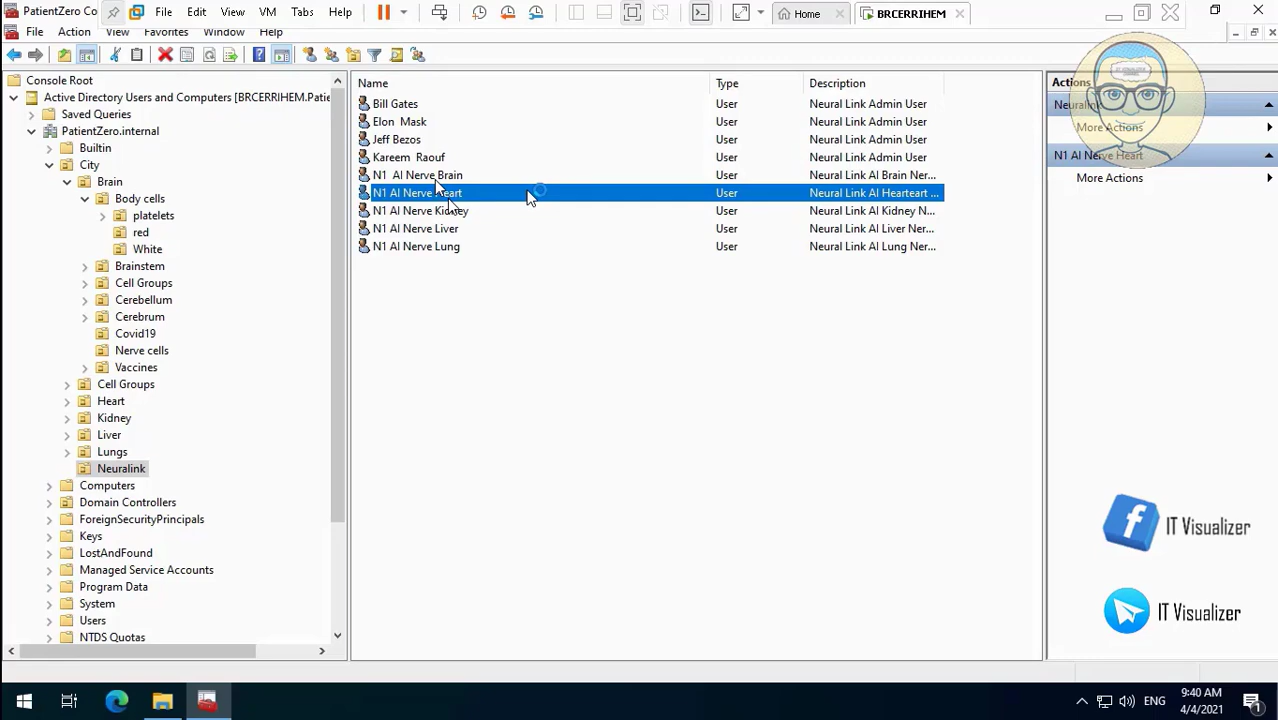 PatientZero Co
File
Edit
View
VM
Tabs
Help
Home
BRCERRIHEM
File
Action
View
Favorites
Window
Help
Console Root
Active Directory Users and Computers [BRCERRIHEM.Patie
Saved Queries
PatientZero.internal
Builtin
City
Brain
Body cells
platelets
red
White
Brainstem
Cell Groups
Cerebellum
Cerebrum
Covid19
Nerve cells
Vaccines
Cell Groups
Heart
Kidney
Liver
Lungs
Neuralink
Computers
Domain Controllers
ForeignSecurityPrincipals
Keys
LostAndFound
Managed Service Accounts
Program Data
System
Users
NTDS Quotas
Name Type Description
Bill Gates User Neural Link Admin User
Elon Mask User Neural Link Admin User
Jeff Bezos User Neural Link Admin User
Kareem Raouf User Neural Link Admin User
N1 AI Nerve Brain User Neural Link AI Brain Ner...
N1 AI Nerve Heart User Neural Link AI Hearteart ...
N1 AI Nerve Kidney User Neural Link AI Kidney N...
N1 AI Nerve Liver User Neural Link AI Liver Ner...
N1 AI Nerve Lung User Neural Link AI Lung Ner...
Actions
Neuralink
More Actions
N1 AI Nerve Heart
More Actions
IT VISUALIZER
IT Visualizer
IT Visualizer
ENG
9:40 AM
4/4/2021
1